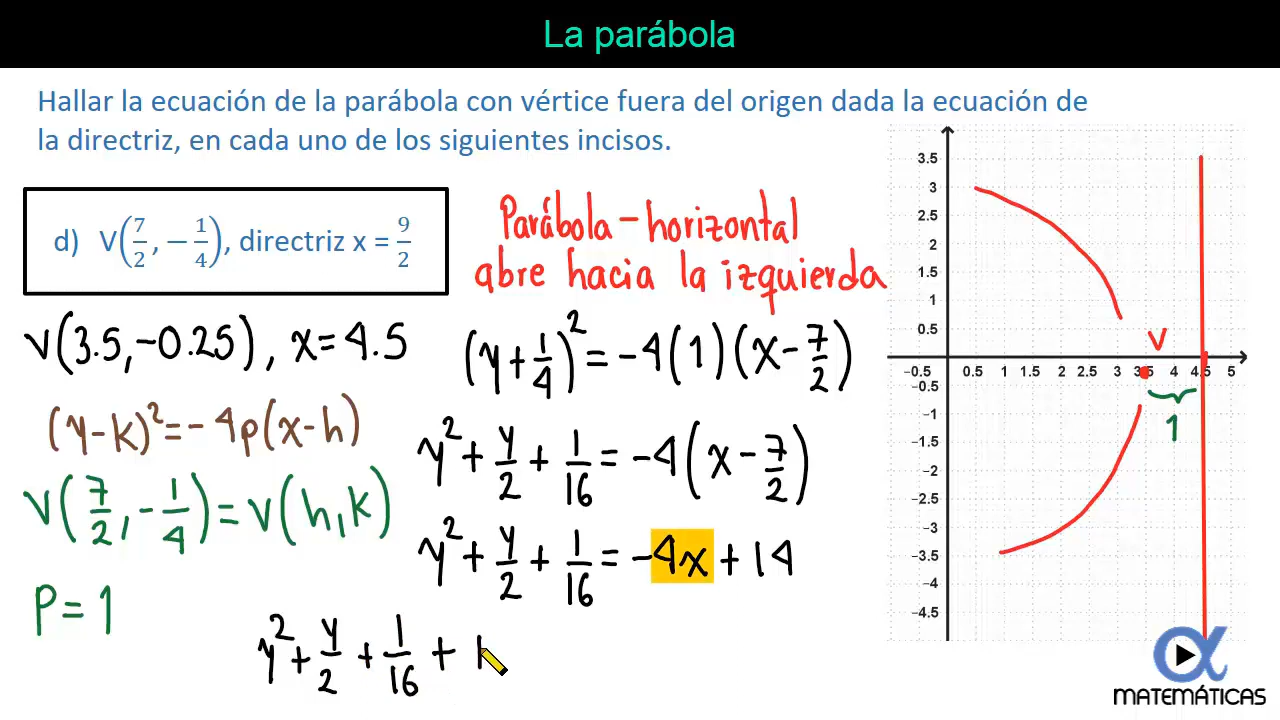 La parábola
Hallar la ecuación de la parábola con vértice fuera del origen dada la ecuación de
la directriz, en cada uno de los siguientes incisos.
d) V(7/2, −1/4), directriz x = 9/2
V(3.5,-0.25), x=4.5
(y-k)²=-4p(x-h)
V(7/2, -1/4)=V(h,k)
P=1
Parábola-horizontal
abre hacia la izquierda
(y+1/4)²=-4(1)(x-7/2)
y²+y/2+1/16=-4(x-7/2)
y²+y/2+1/16=-4x+14
y²+y/2+1/16+
3.5
3
2.5
2
1.5
1
0.5
V
−0.5 0.5 1 1.5 2 2.5 3 3.5 4 4.5 5
−0.5
−1
1
−1.5
−2
−2.5
−3
−3.5
−4
−4.5
MATEMÁTICAS